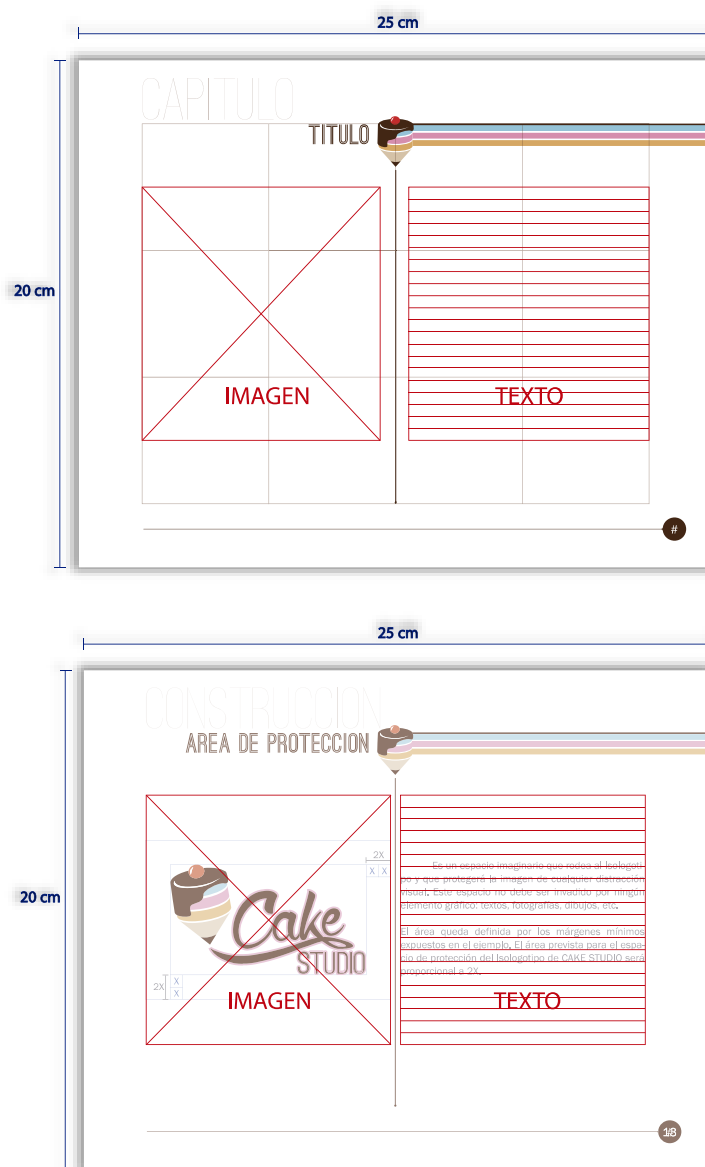 25 cm
CAPITULO
TITULO
20 cm
IMAGEN
TEXTO
#
25 cm
CONSTRUCCION
AREA DE PROTECCION
20 cm
2X
X X
Es un espacio imaginario que rodea al Isologoti-
po y que protegerá la imagen de cualquier distracción
visual. Este espacio no debe ser invadido por ningún
elemento gráfico: textos, fotografías, dibujos, etc.
El área queda definida por los márgenes mínimos
expuestos en el ejemplo. El área prevista para el espa-
cio de protección del Isologotipo de CAKE STUDIO será
proporcional a 2X.
Cake
STUDIO
2X
X
X
IMAGEN
TEXTO